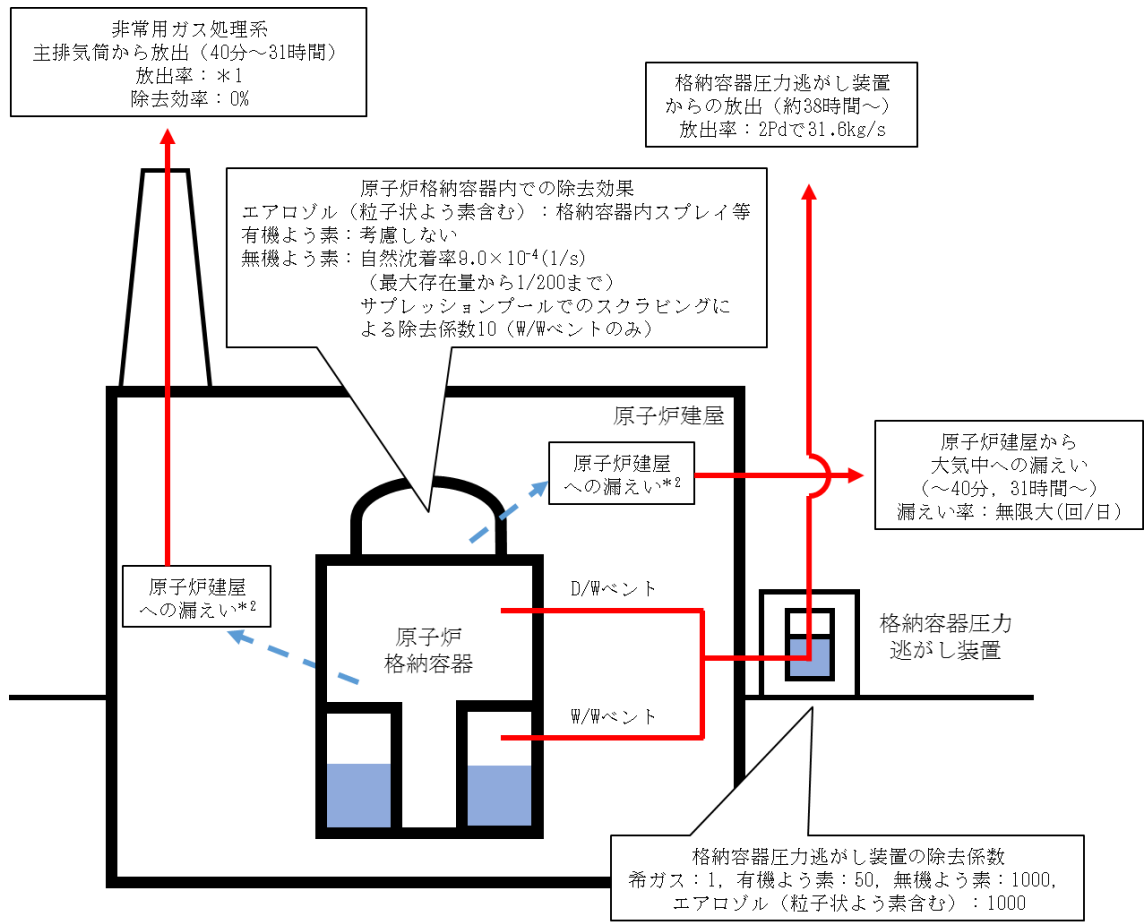 非常用ガス処理系
主排気筒から放出（40分～31時間）
放出率：＊1
除去効率：0%
格納容器圧力逃がし装置
からの放出（約38時間～）
放出率：2Pdで31.6kg/s
原子炉格納容器内での除去効果
エアロゾル（粒子状よう素含む）：格納容器内スプレイ等
有機よう素：考慮しない
無機よう素：自然沈着率9.0×10⁻⁴(1/s)
（最大存在量から1/200まで）
サプレッションプールでのスクラビングに
よる除去係数10（W/Wベントのみ）
原子炉建屋
原子炉建屋
への漏えい*2
原子炉建屋から
大気中への漏えい
（～40分，31時間～）
漏えい率：無限大(回/日)
原子炉建屋
への漏えい*2
D/Wベント
原子炉
格納容器
格納容器圧力
逃がし装置
W/Wベント
格納容器圧力逃がし装置の除去係数
希ガス：1，有機よう素：50，無機よう素：1000，
エアロゾル（粒子状よう素含む）：1000